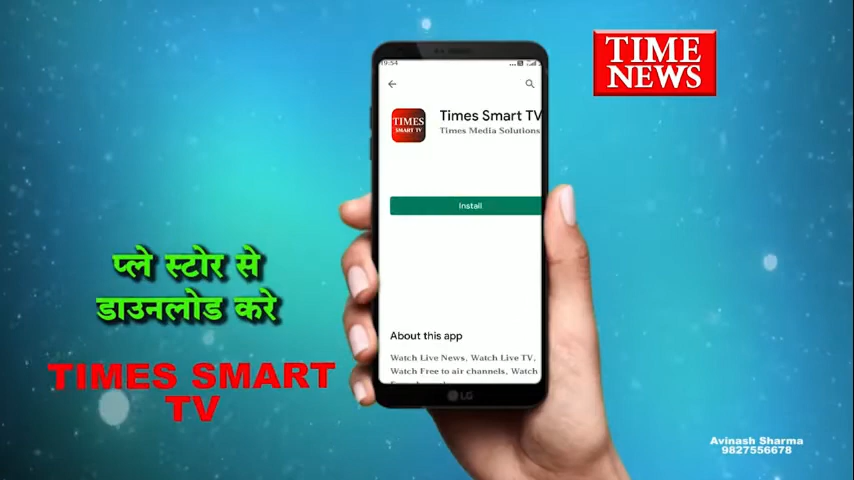 TIME
NEWS
19:54
Times Smart TV
TIMES
SMART TV
Times Media Solutions
Install
प्ले स्टोर से
डाउनलोड करे
TIMES SMART
TV
About this app
Watch Live News, Watch Live TV,
Watch Free to air channels, Watch
LG
Avinash Sharma
9827556678